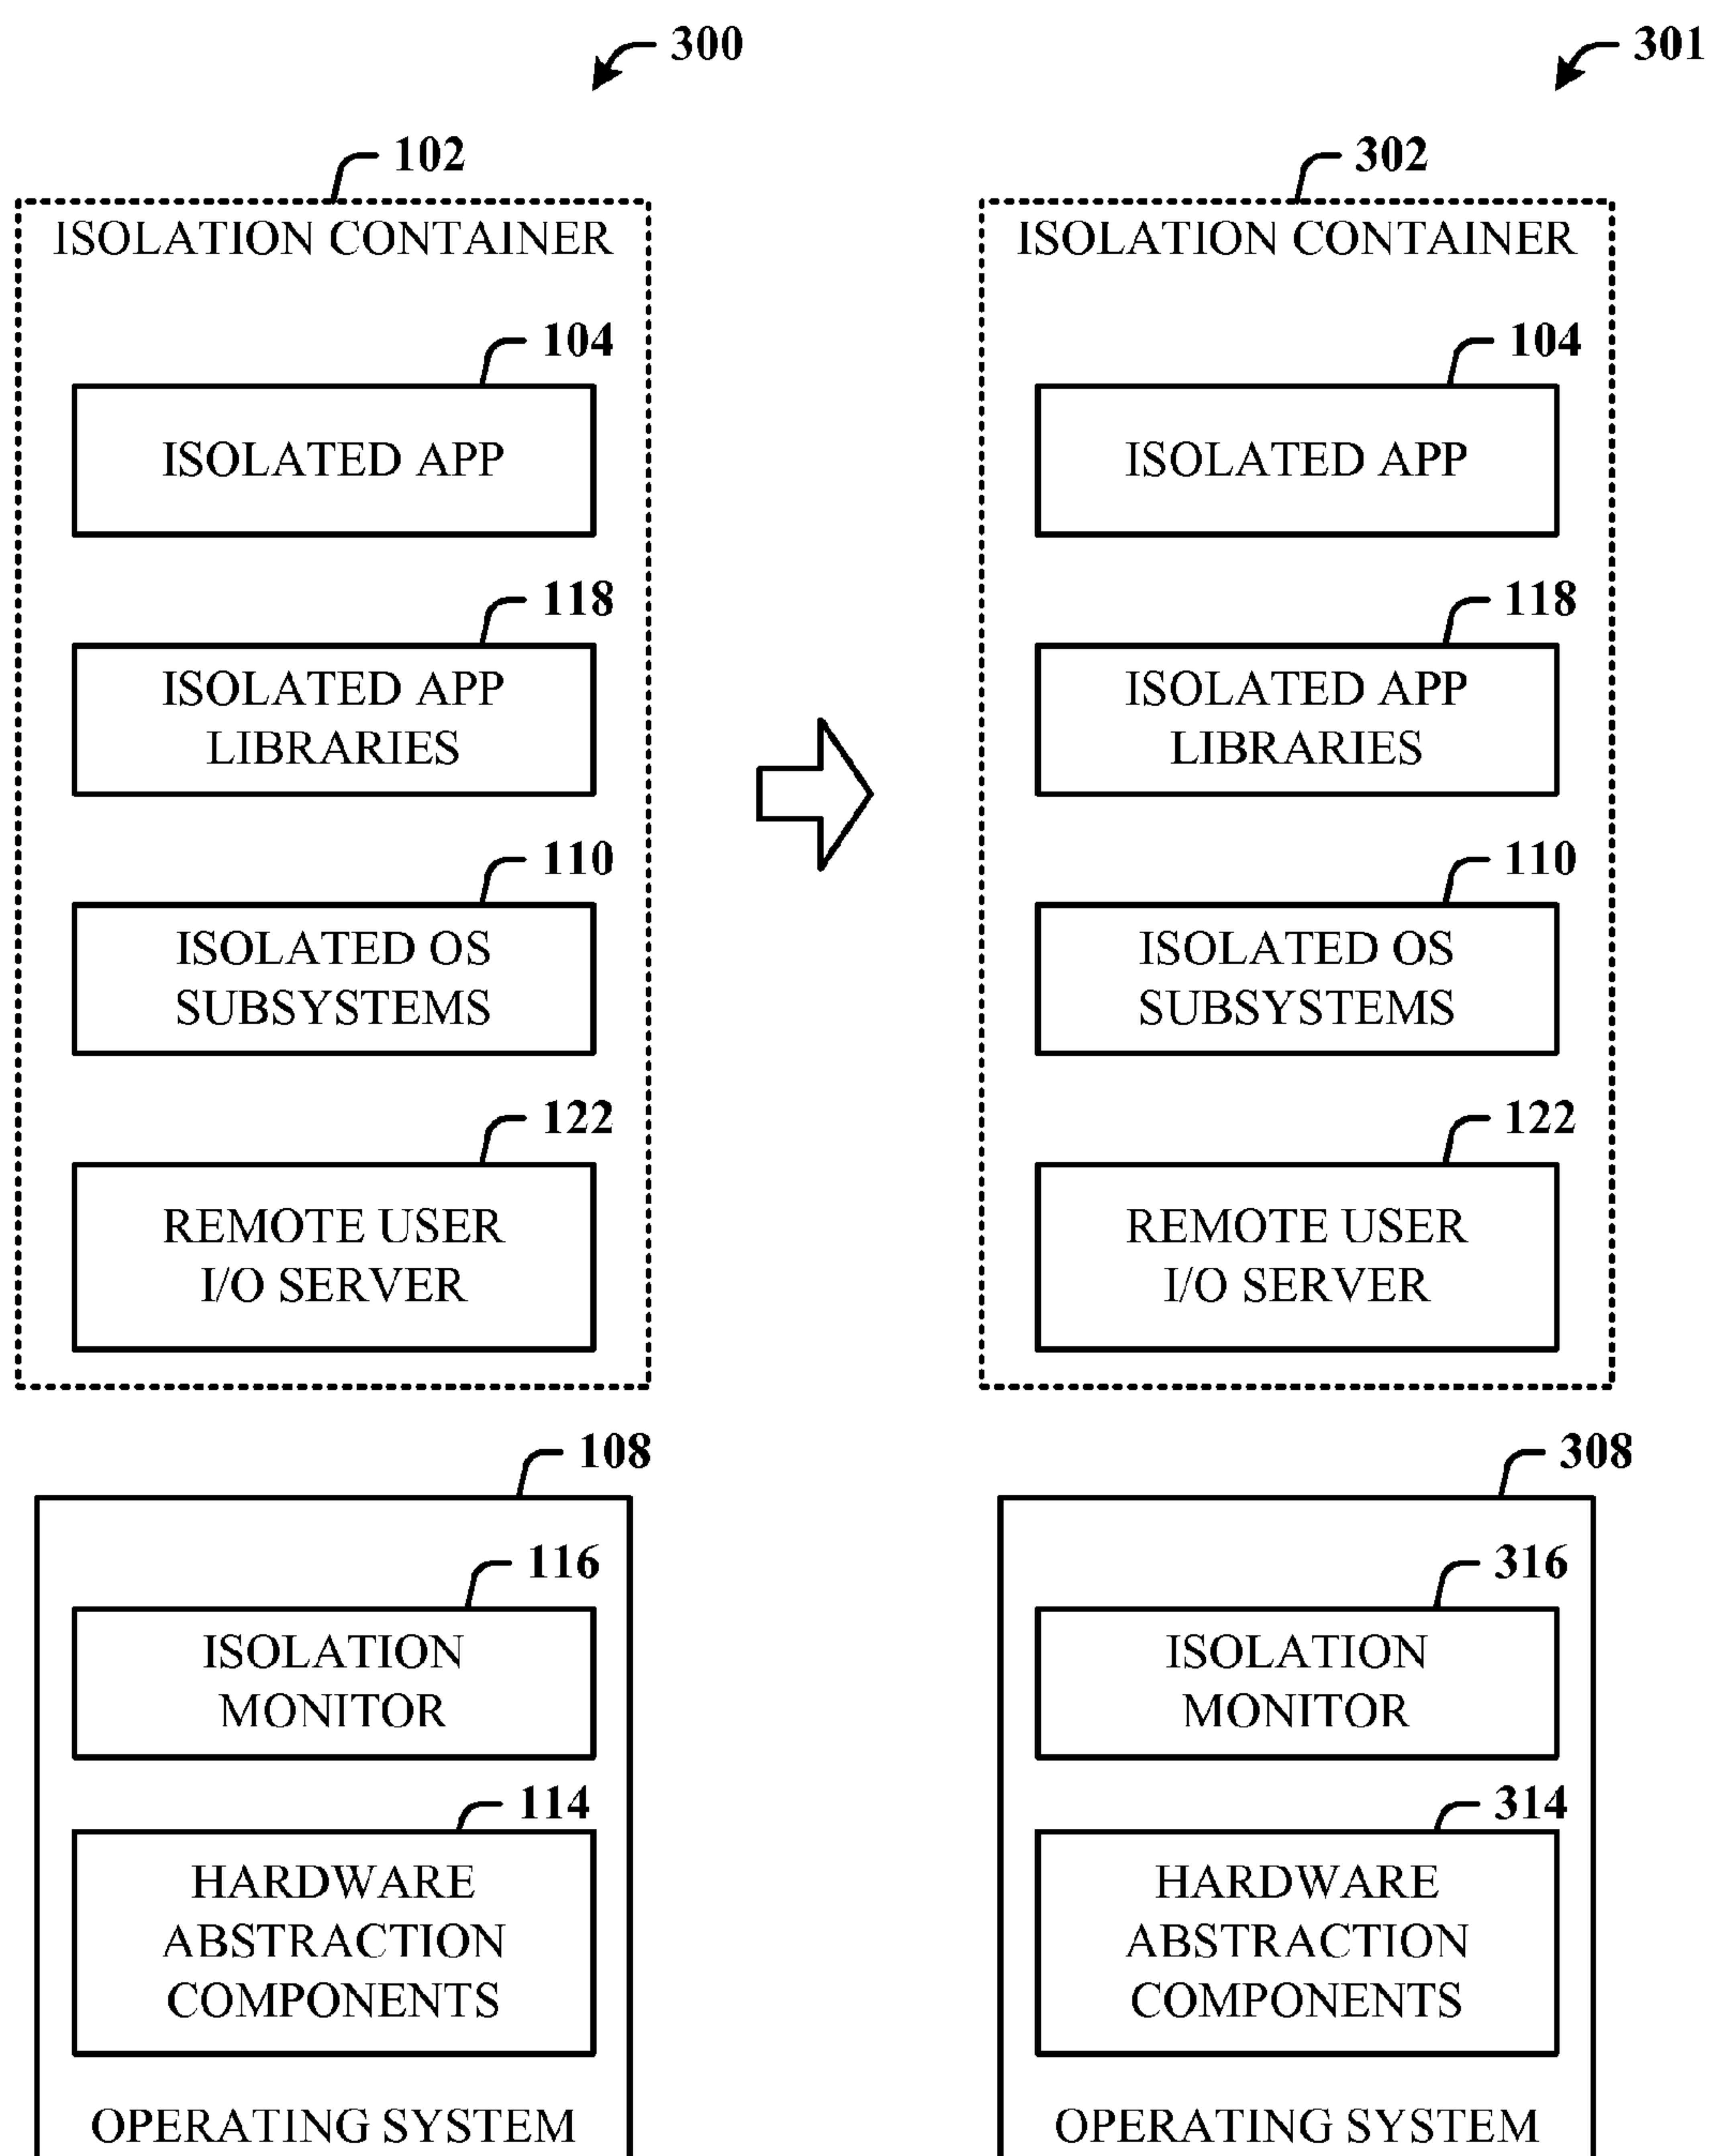 300
102
ISOLATION CONTAINER
104
ISOLATED APP
118
ISOLATED APP
LIBRARIES
110
ISOLATED OS
SUBSYSTEMS
122
REMOTE USER
I/O SERVER
108
116
ISOLATION
MONITOR
114
HARDWARE
ABSTRACTION
COMPONENTS
OPERATING SYSTEM
301
302
ISOLATION CONTAINER
104
ISOLATED APP
118
ISOLATED APP
LIBRARIES
110
ISOLATED OS
SUBSYSTEMS
122
REMOTE USER
I/O SERVER
308
316
ISOLATION
MONITOR
314
HARDWARE
ABSTRACTION
COMPONENTS
OPERATING SYSTEM